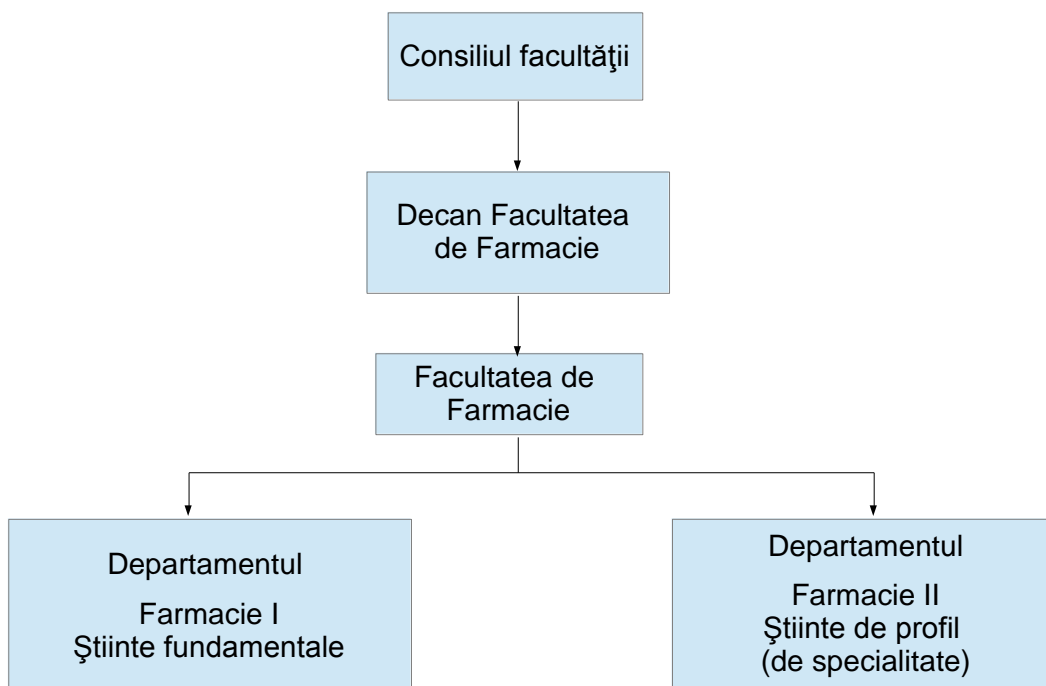 Consiliul facultăţii
Decan Facultatea
de Farmacie
Facultatea de
Farmacie
Departamentul
Farmacie I
Ştiinte fundamentale
Departamentul
Farmacie II
Ştiinte de profil
(de specialitate)